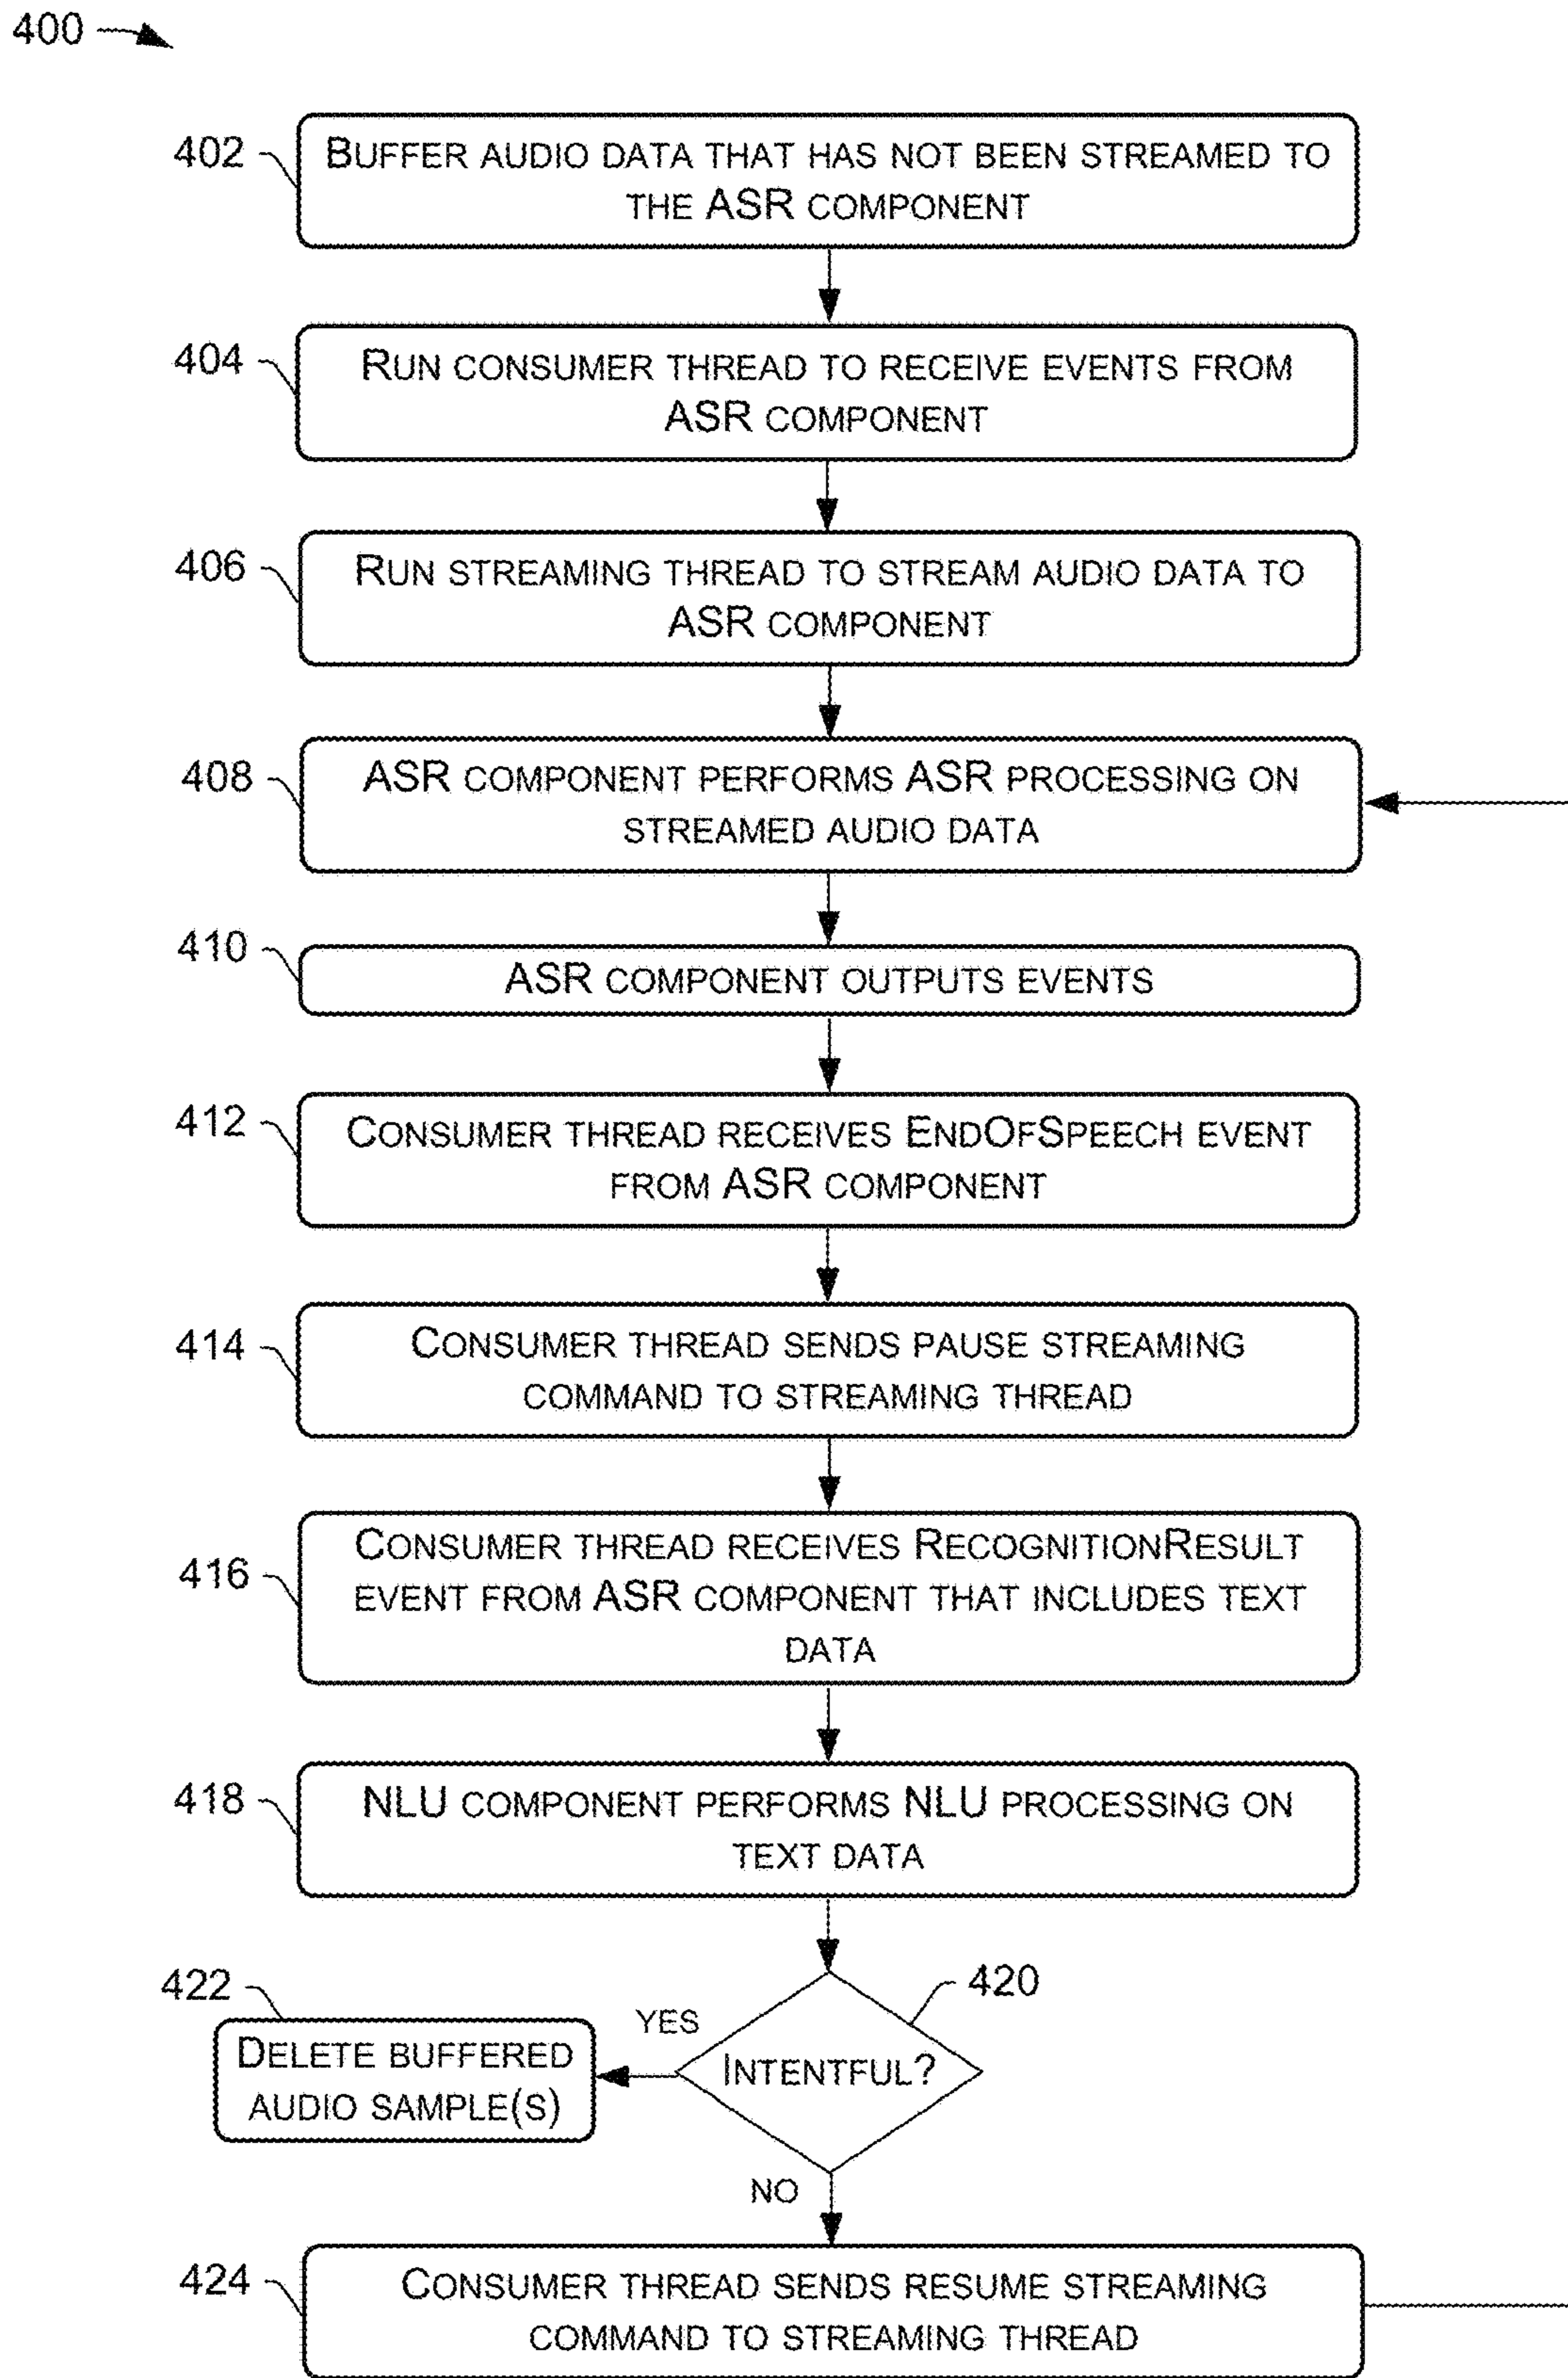 400
402
BUFFER AUDIO DATA THAT HAS NOT BEEN STREAMED TO
THE ASR COMPONENT
404
RUN CONSUMER THREAD TO RECEIVE EVENTS FROM
ASR COMPONENT
406
RUN STREAMING THREAD TO STREAM AUDIO DATA TO
ASR COMPONENT
408
ASR COMPONENT PERFORMS ASR PROCESSING ON
STREAMED AUDIO DATA
410
ASR COMPONENT OUTPUTS EVENTS
412
CONSUMER THREAD RECEIVES ENDOFSPEECH EVENT
FROM ASR COMPONENT
414
CONSUMER THREAD SENDS PAUSE STREAMING
COMMAND TO STREAMING THREAD
416
CONSUMER THREAD RECEIVES RECOGNITIONRESULT
EVENT FROM ASR COMPONENT THAT INCLUDES TEXT
DATA
418
NLU COMPONENT PERFORMS NLU PROCESSING ON
TEXT DATA
420
INTENTFUL?
YES
422
DELETE BUFFERED
AUDIO SAMPLE(S)
NO
424
CONSUMER THREAD SENDS RESUME STREAMING
COMMAND TO STREAMING THREAD